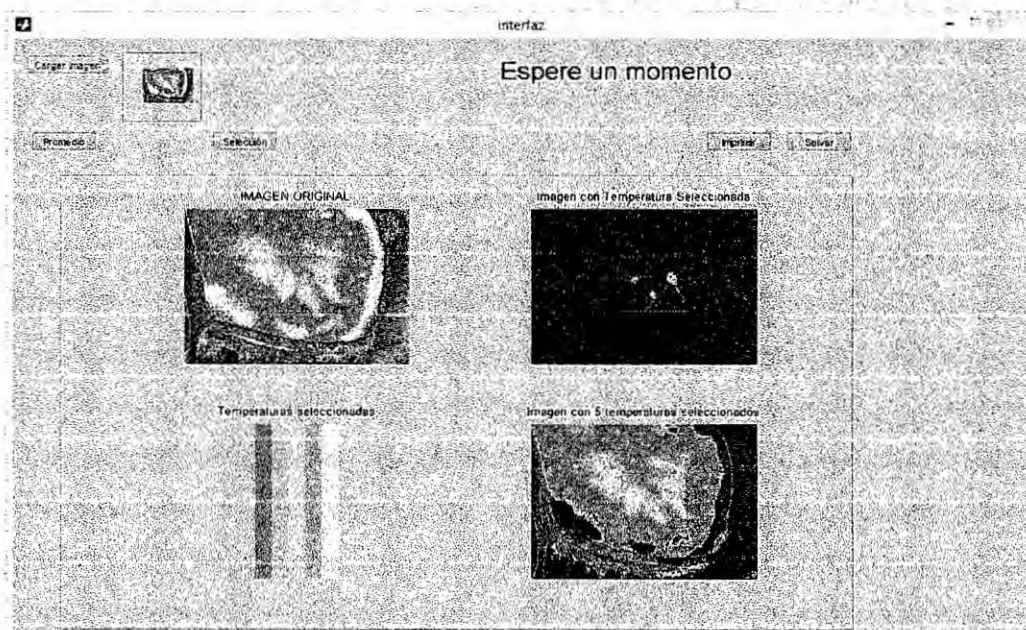 interfaz
Cargar imagen
Espere un momento
Promedio
Selección
Imprimir
Salvar
IMAGEN ORIGINAL
Imagen con Temperatura Seleccionada
Temperaturas seleccionadas
Imagen con 5 temperaturas seleccionados